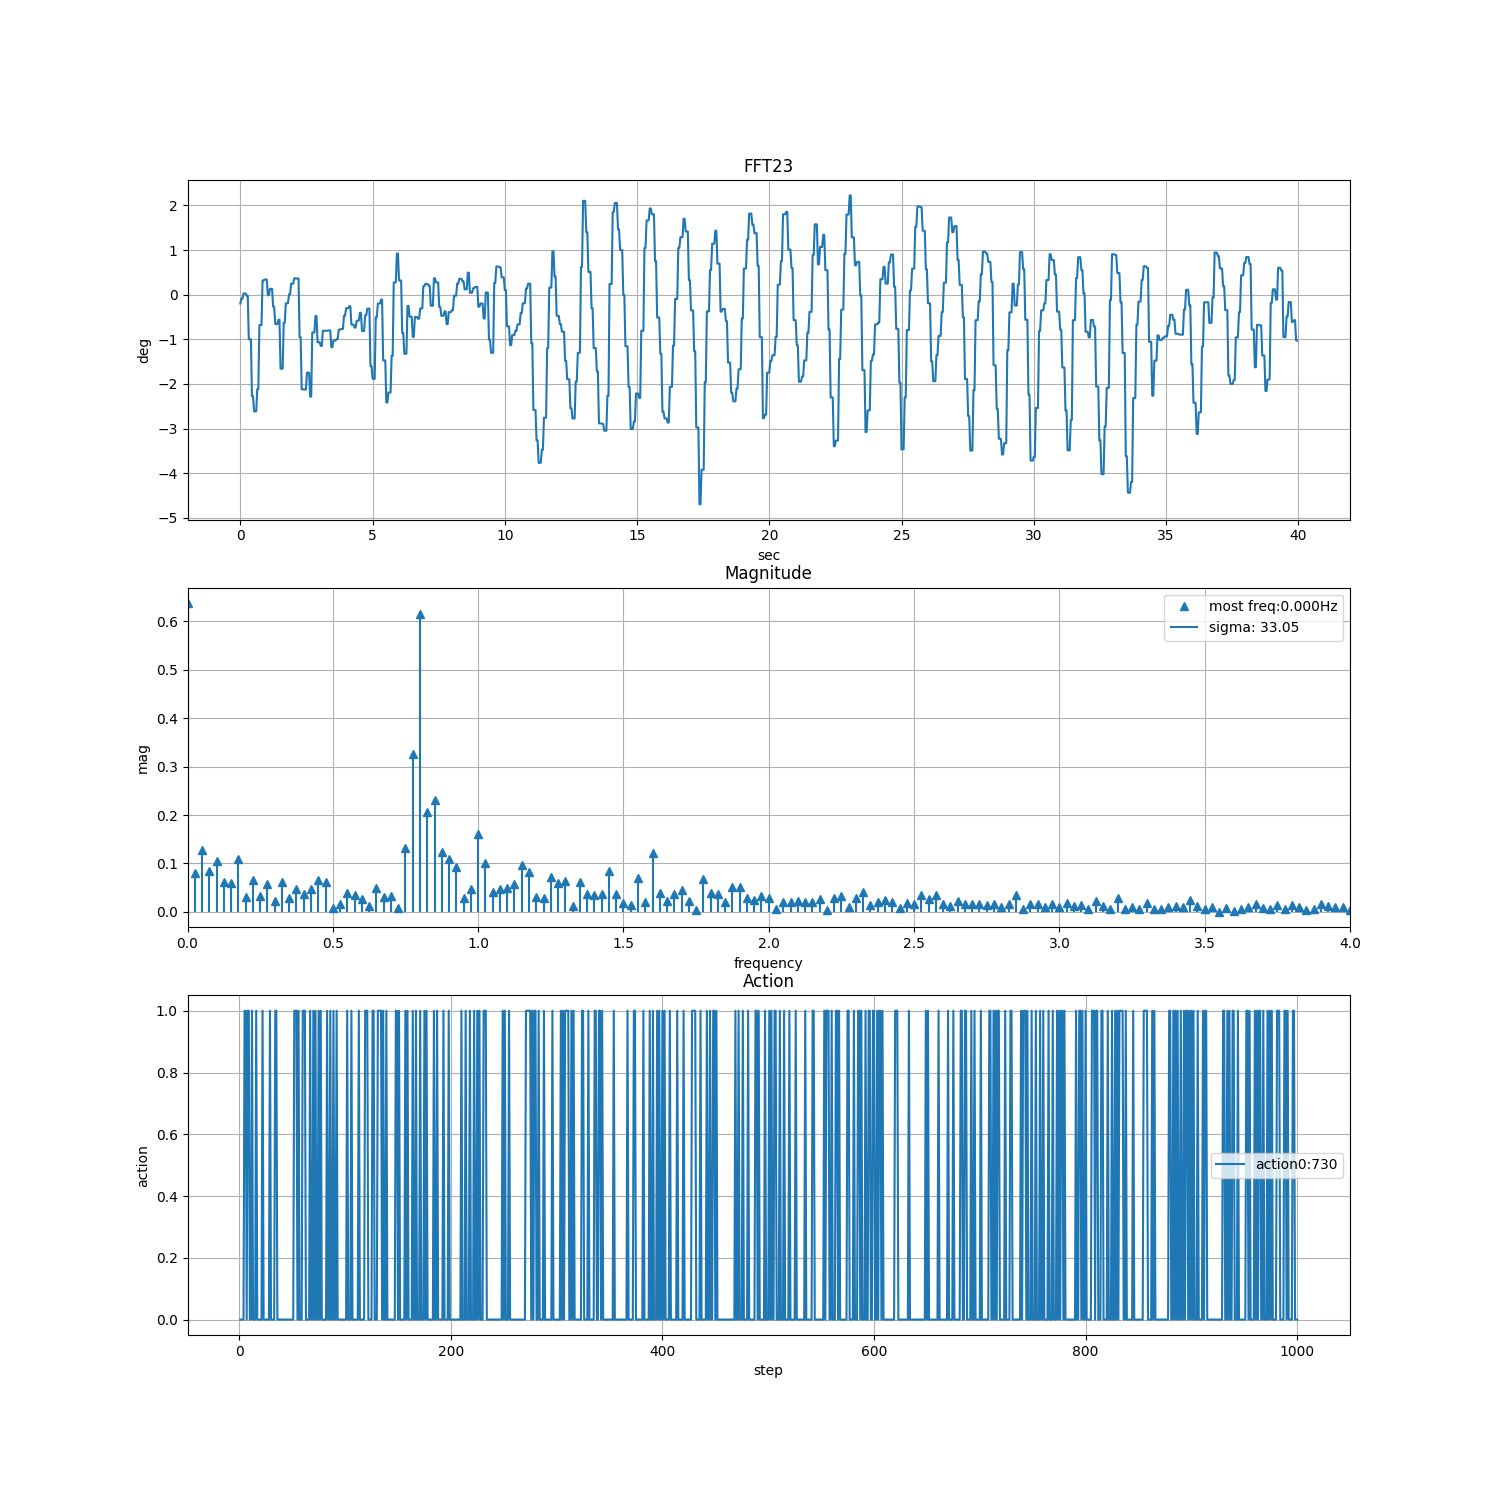 FFT23
2
1
0
−1
−2
−3
−4
−5
deg
0 5 10 15 20 25 30 35 40
sec
Magnitude
most freq:0.000Hz
sigma: 33.05
0.6
0.5
0.4
0.3
0.2
0.1
0.0
mag
0.0 0.5 1.0 1.5 2.0 2.5 3.0 3.5 4.0
frequency
Action
1.0
0.8
0.6
0.4
0.2
0.0
action
action0:730
0 200 400 600 800 1000
step